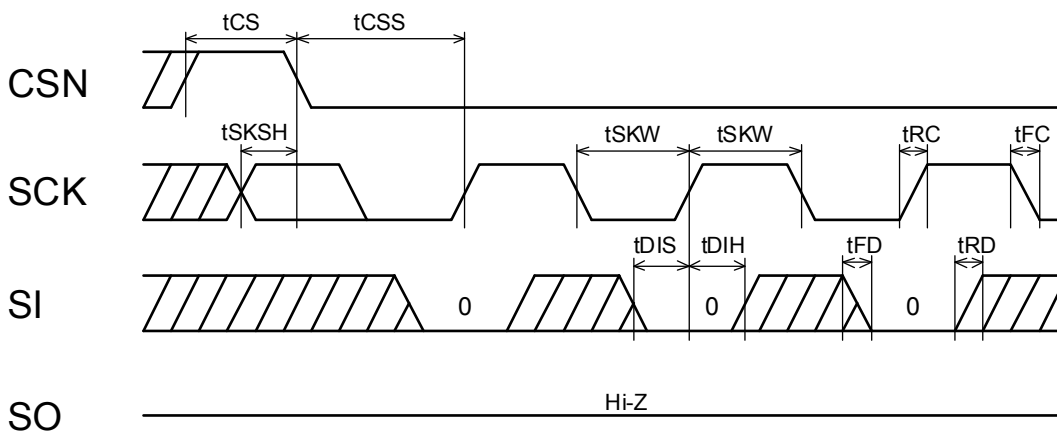 tCS tCSS
CSN
tSKSH tSKW tSKW tRC tFC
SCK
tDIS tDIH tFD tRD
SI 0 0 0
Hi-Z
SO